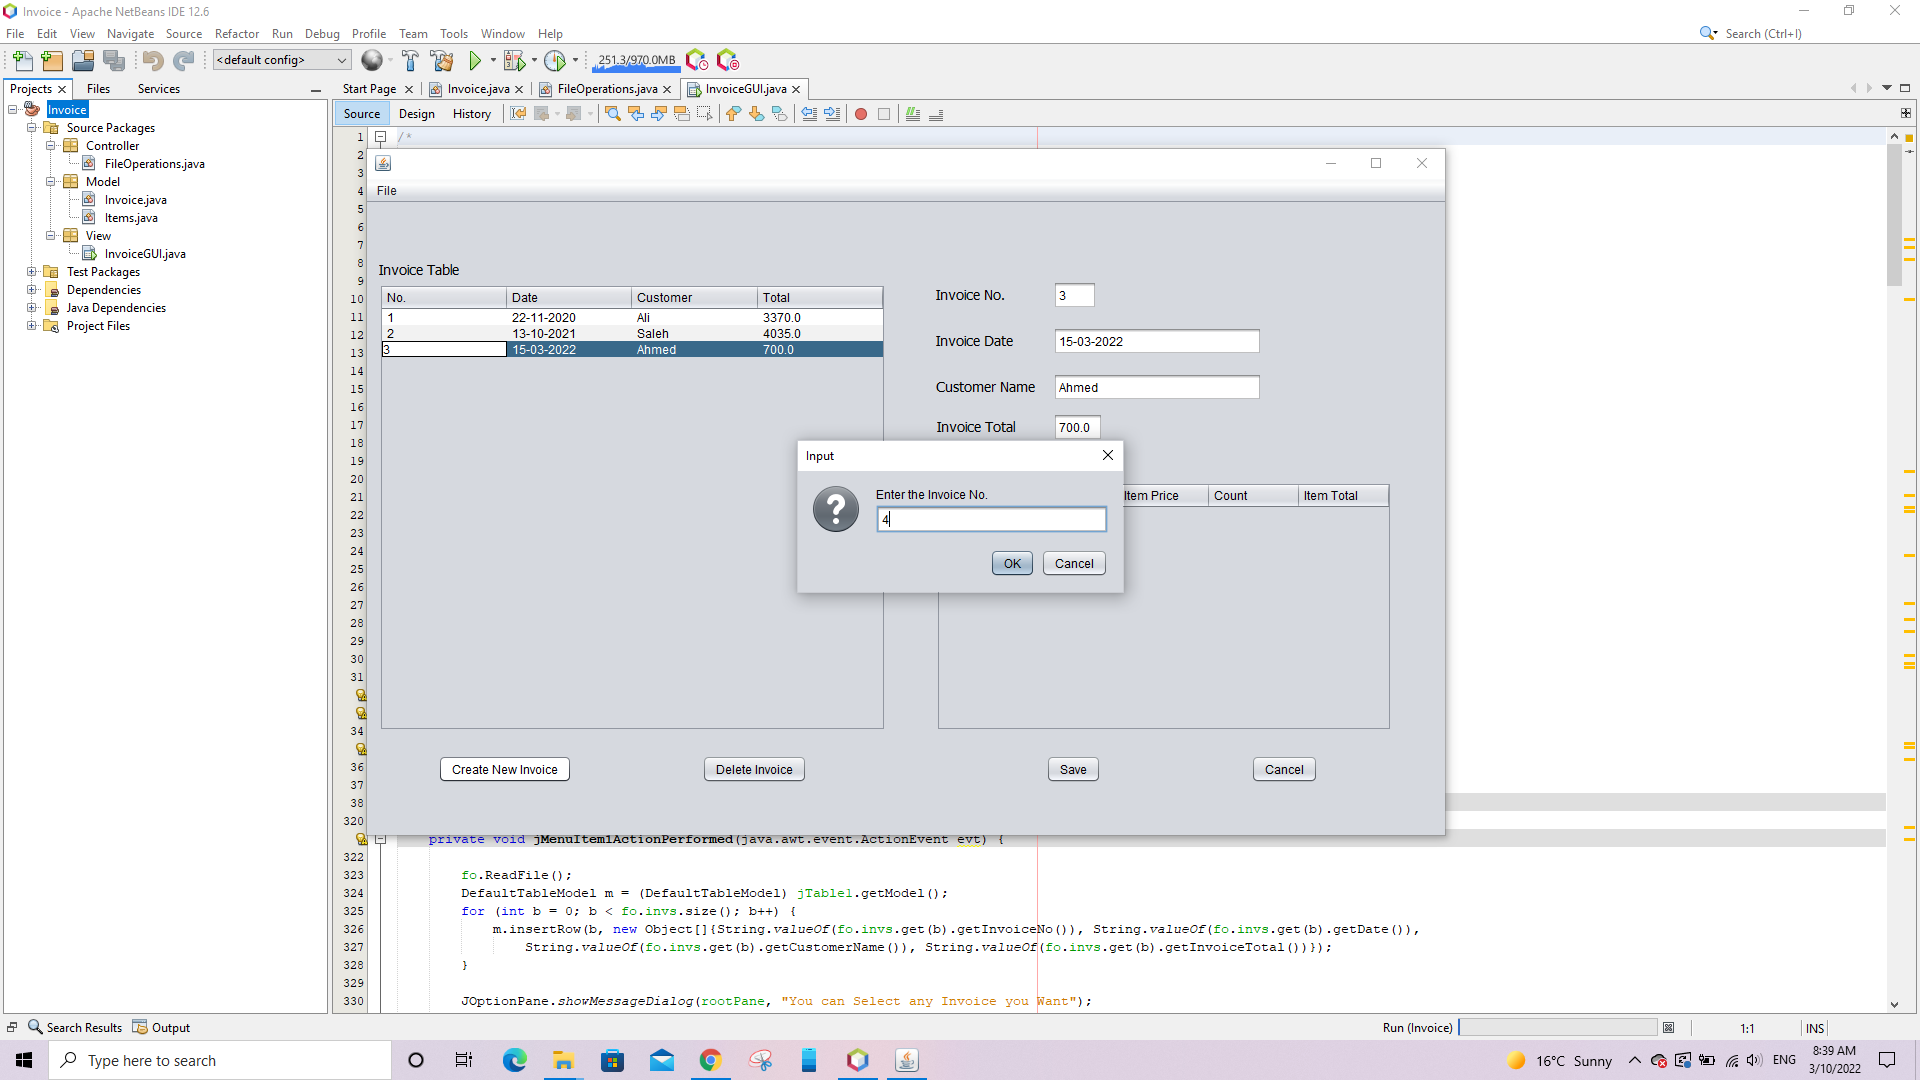 Invoice - Apache NetBeans IDE 12.6
File Edit View Navigate Source Refactor Run Debug Profile Team Tools Window Help
Search (Ctrl+I)
<default config>
251.3/970.0MB
Projects Files Services
Start Page Invoice.java FileOperations.java InvoiceGUI.java
Source Design History
Invoice
Source Packages
Controller
FileOperations.java
Model
Invoice.java
Items.java
View
InvoiceGUI.java
Test Packages
Dependencies
Java Dependencies
Project Files
1 /*
2
3
4
5
6
7
8
9
10
11
12
13
14
15
16
17
18
19
20
21
22
23
24
25
26
27
28
29
30
31
34
36
37
38
320
File
Invoice Table
No. Date Customer Total
1 22-11-2020 Ali 3370.0
2 13-10-2021 Saleh 4035.0
3 15-03-2022 Ahmed 700.0
Invoice No. 3
Invoice Date 15-03-2022
Customer Name Ahmed
Invoice Total 700.0
Item Price Count Item Total
Input
Enter the Invoice No.
4
OK Cancel
Create New Invoice Delete Invoice Save Cancel
private void jMenuItem1ActionPerformed(java.awt.event.ActionEvent evt) {
322
323 fo.ReadFile();
324 DefaultTableModel m = (DefaultTableModel) jTable1.getModel();
325 for (int b = 0; b < fo.invs.size(); b++) {
326 m.insertRow(b, new Object[]{String.valueOf(fo.invs.get(b).getInvoiceNo()), String.valueOf(fo.invs.get(b).getDate()),
327 String.valueOf(fo.invs.get(b).getCustomerName()), String.valueOf(fo.invs.get(b).getInvoiceTotal())});
328 }
329
330 JOptionPane.showMessageDialog(rootPane, "You can Select any Invoice you Want");
Search Results Output
Run (Invoice)
1:1
INS
Type here to search
16°C Sunny
ENG
8:39 AM
3/10/2022